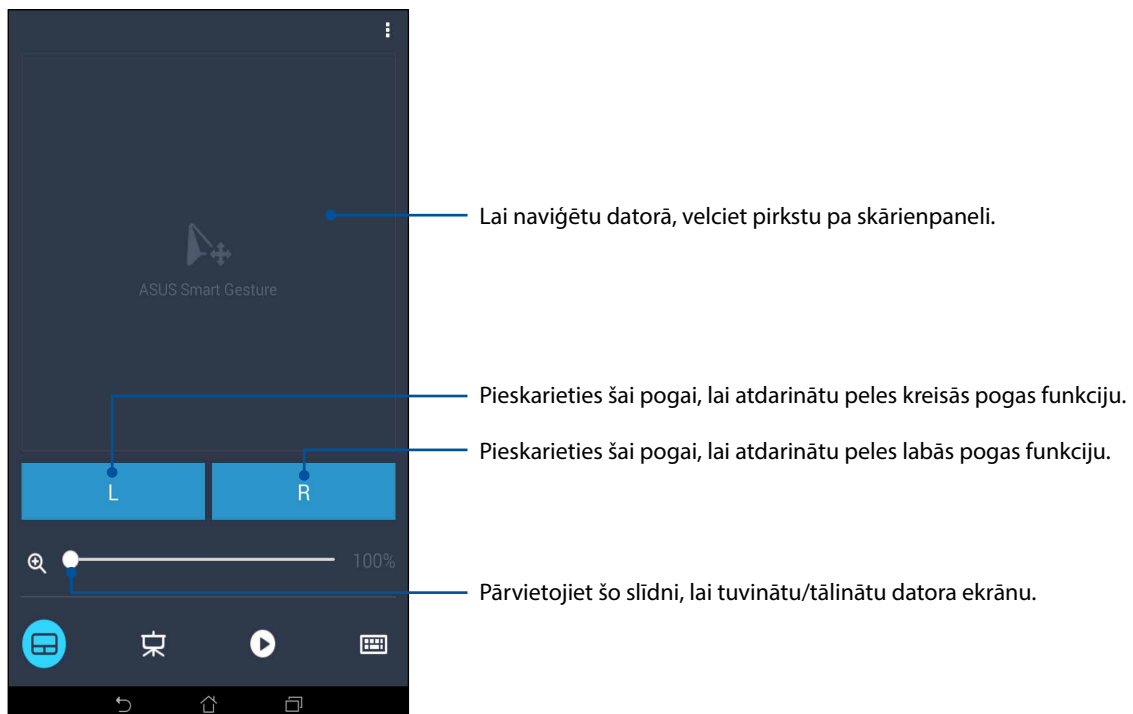 Lai naviģētu datorā, velciet pirkstu pa skārienpaneli.
ASUS Smart Gesture
Pieskarieties šai pogai, lai atdarinātu peles kreisās pogas funkciju.
Pieskarieties šai pogai, lai atdarinātu peles labās pogas funkciju.
L
R
100%
Pārvietojiet šo slīdni, lai tuvinātu/tālinātu datora ekrānu.